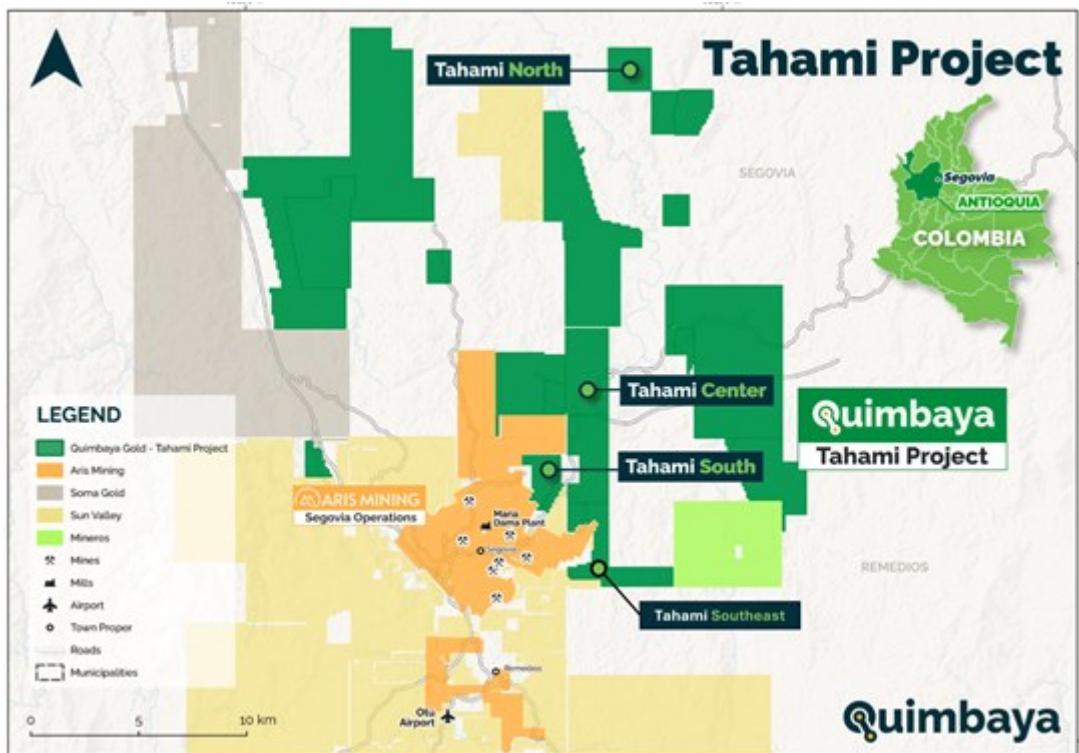 Tahami Project
Tahami North
SEGOVIA
Segovia
ANTIOQUIA
COLOMBIA
Tahami Center
Quimbaya
Tahami Project
Tahami South
LEGEND
Quimbaya Gold - Tahami Project
Aris Mining
Soma Gold
Sun Valley
Mineros
Mines
Mills
Airport
Town Proper
Roads
Municipalities
ARIS MINING
Segovia Operations
Maria
Dama Plant
Segovia
REMEDIOS
Tahami Southeast
Remedios
Otu
Airport
0 5 10 km
Quimbaya